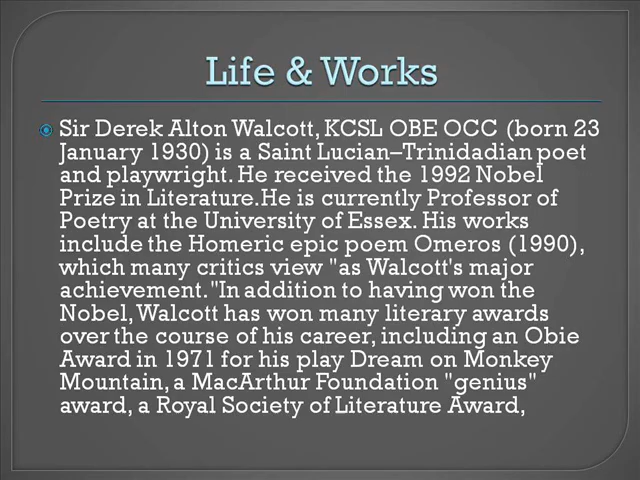 Life & Works
Sir Derek Alton Walcott, KCSL OBE OCC (born 23
January 1930) is a Saint Lucian–Trinidadian poet
and playwright. He received the 1992 Nobel
Prize in Literature.He is currently Professor of
Poetry at the University of Essex. His works
include the Homeric epic poem Omeros (1990),
which many critics view "as Walcott's major
achievement."In addition to having won the
Nobel, Walcott has won many literary awards
over the course of his career, including an Obie
Award in 1971 for his play Dream on Monkey
Mountain, a MacArthur Foundation "genius"
award, a Royal Society of Literature Award,